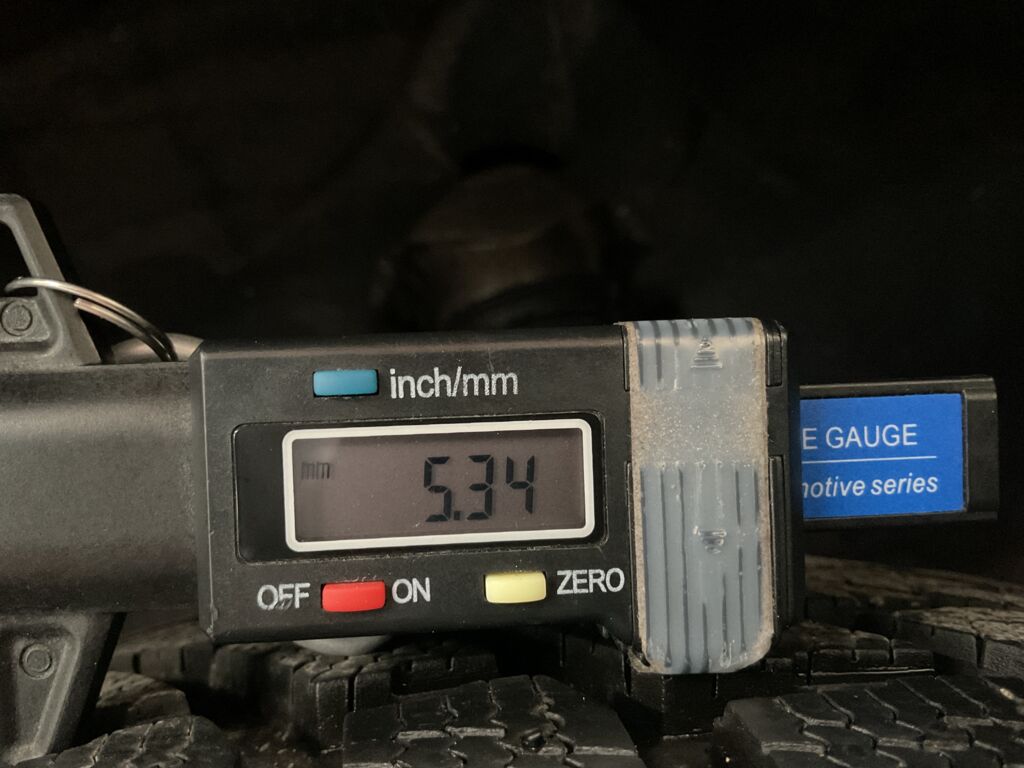 inch/mm
mm 5.34
OFF ON ZERO
E GAUGE
motive series